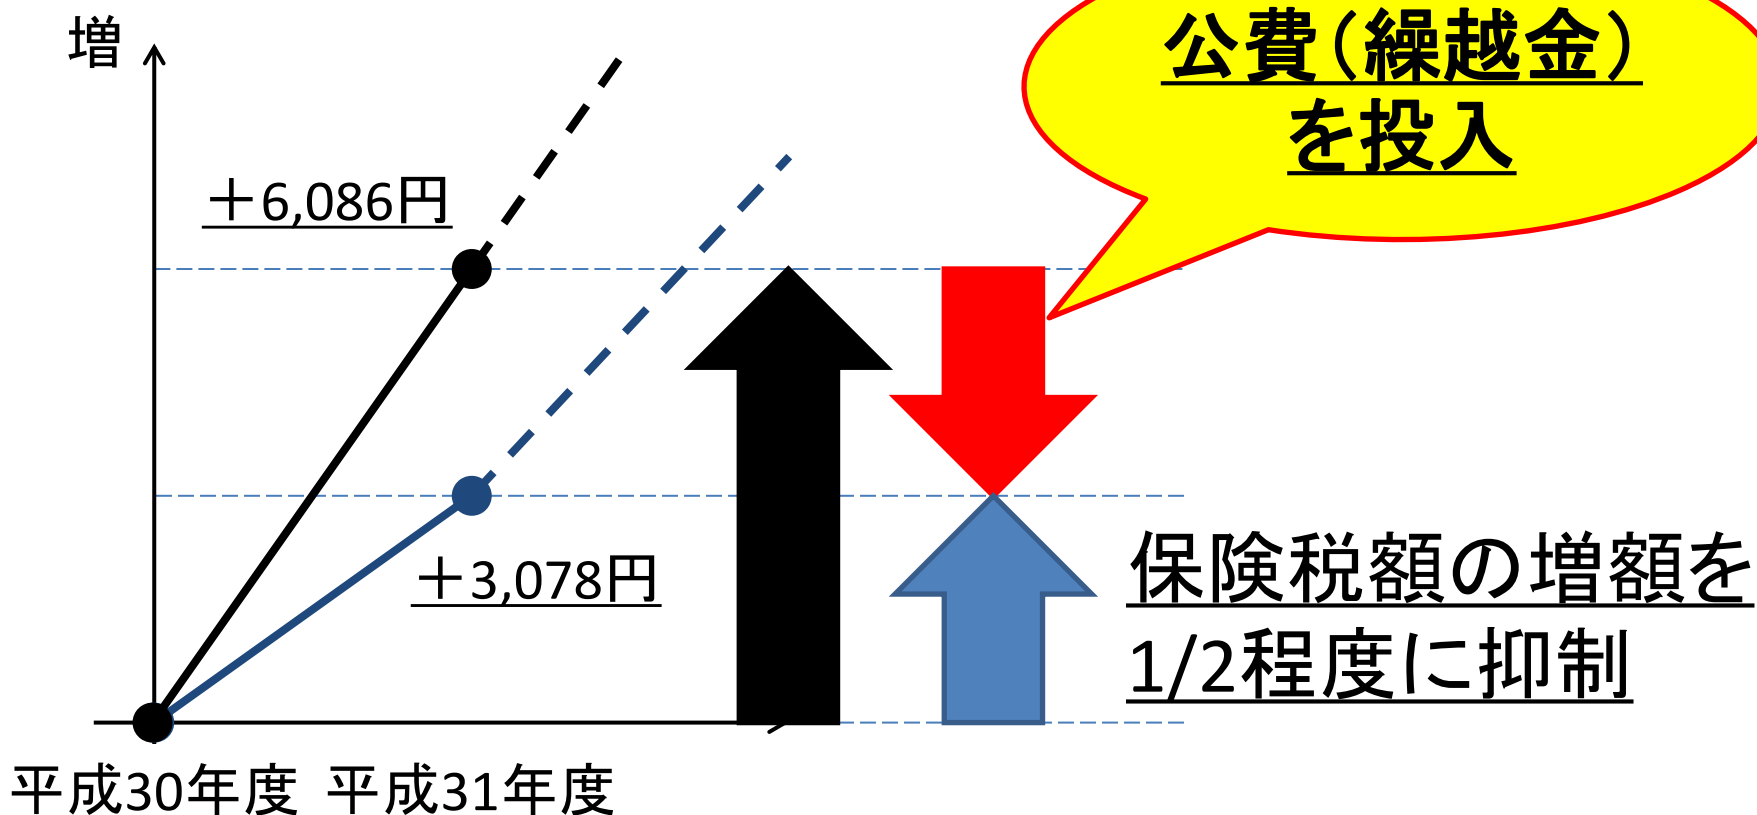 増
公費（繰越金）
を投入
＋6,086円
＋3,078円
保険税額の増額を
1/2程度に抑制
平成30年度 平成31年度